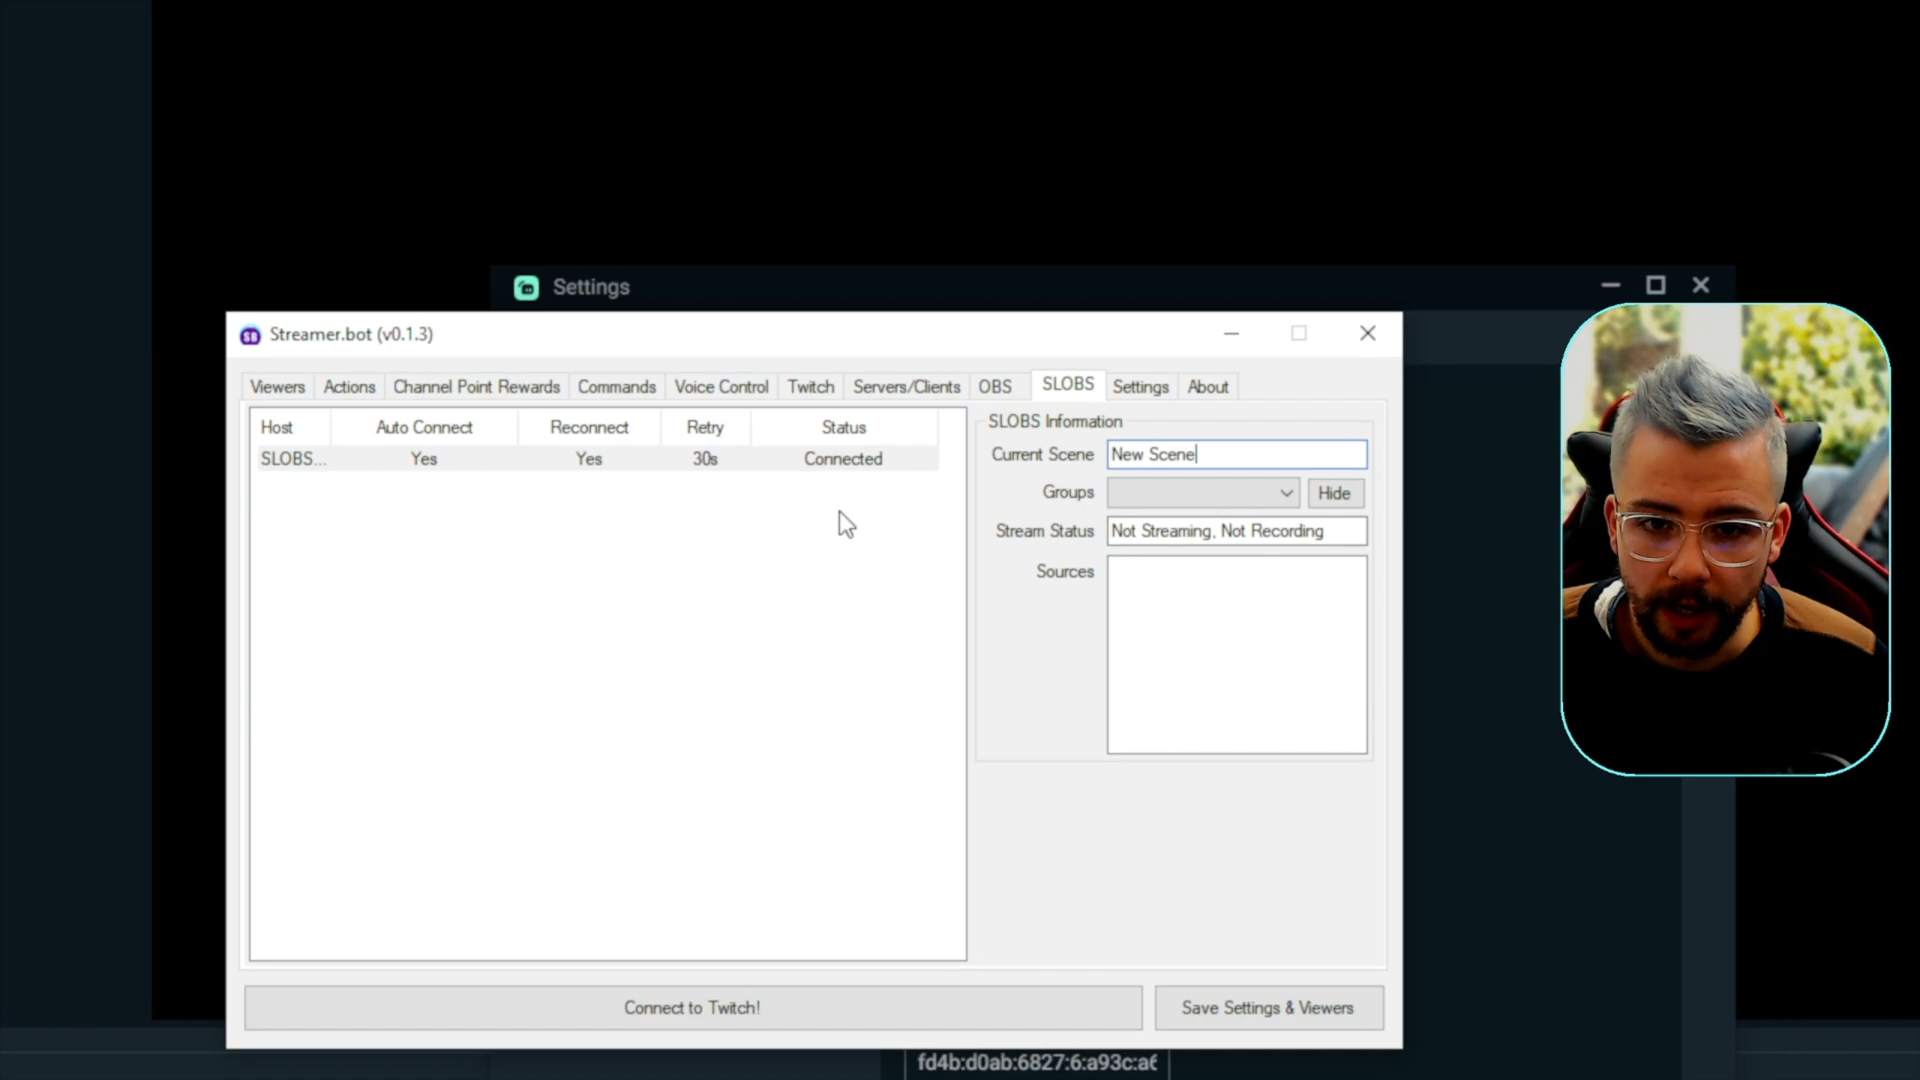 Settings
Streamer.bot (v0.1.3)
Viewers Actions Channel Point Rewards Commands Voice Control Twitch Servers/Clients OBS SLOBS Settings About
Host Auto Connect Reconnect Retry Status
SLOBS... Yes Yes 30s Connected
SLOBS Information
Current Scene New Scene
Groups Hide
Stream Status Not Streaming, Not Recording
Sources
Connect to Twitch! Save Settings & Viewers
fd4b:d0ab:6827:6:a93c:a6